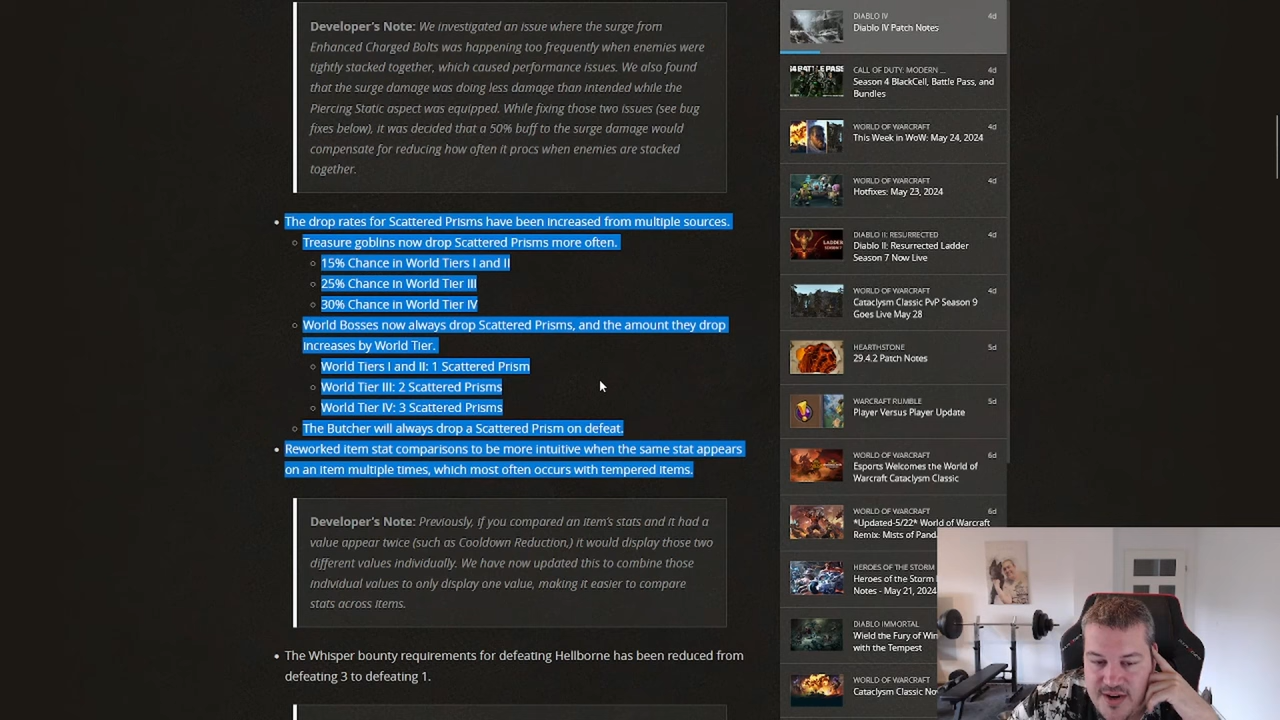 Developer's Note: We investigated an issue where the surge from
Enhanced Charged Bolts was happening too frequently when enemies were
tightly stacked together, which caused performance issues. We also found
that the surge damage was doing less damage than intended while the
Piercing Static aspect was equipped. While fixing those two issues (see bug
fixes below), it was decided that a 50% buff to the surge damage would
compensate for reducing how often it procs when enemies are stacked
together.
The drop rates for Scattered Prisms have been increased from multiple sources.
Treasure goblins now drop Scattered Prisms more often.
15% Chance in World Tiers I and II
25% Chance in World Tier III
30% Chance in World Tier IV
World Bosses now always drop Scattered Prisms, and the amount they drop
increases by World Tier.
World Tiers I and II: 1 Scattered Prism
World Tier III: 2 Scattered Prisms
World Tier IV: 3 Scattered Prisms
The Butcher will always drop a Scattered Prism on defeat.
Reworked item stat comparisons to be more intuitive when the same stat appears
on an item multiple times, which most often occurs with tempered items.
Developer's Note: Previously, if you compared an item's stats and it had a
value appear twice (such as Cooldown Reduction,) it would display those two
different values individually. We have now updated this to combine those
individual values to only display one value, making it easier to compare
stats across items.
The Whisper bounty requirements for defeating Hellborne has been reduced from
defeating 3 to defeating 1.
DIABLO IV 4d
Diablo IV Patch Notes
CALL OF DUTY: MODERN ... 4d
Season 4 BlackCell, Battle Pass, and
Bundles
WORLD OF WARCRAFT 4d
This Week in WoW: May 24, 2024
WORLD OF WARCRAFT 4d
Hotfixes: May 23, 2024
DIABLO II: RESURRECTED 4d
Diablo II: Resurrected Ladder
Season 7 Now Live
WORLD OF WARCRAFT 4d
Cataclysm Classic PvP Season 9
Goes Live May 28
HEARTHSTONE 5d
29.4.2 Patch Notes
WARCRAFT RUMBLE 5d
Player Versus Player Update
WORLD OF WARCRAFT 6d
Esports Welcomes the World of
Warcraft Cataclysm Classic
WORLD OF WARCRAFT 6d
*Updated-5/22* World of Warcraft
Remix: Mists of
HEROES OF THE STORM
Heroes of the Storm
Notes - May 21, 2024
DIABLO IMMORTAL
Wield the Fury of
with the Tempest
WORLD OF WARCRAFT
Cataclysm Classic